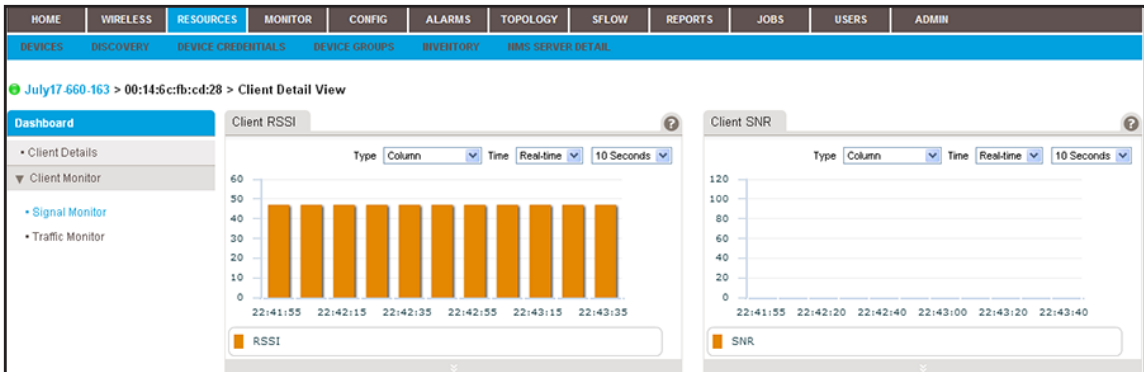 HOME WIRELESS RESOURCES MONITOR CONFIG ALARMS TOPOLOGY SFLOW REPORTS JOBS USERS ADMIN
DEVICES DISCOVERY DEVICE CREDENTIALS DEVICE GROUPS INVENTORY NMS SERVER DETAIL
July17-660-163 > 00:14:6c:fb:cd:28 > Client Detail View
Dashboard
• Client Details
▼ Client Monitor
• Signal Monitor
• Traffic Monitor
Client RSSI ?
Type Column Time Real-time 10 Seconds
60
50
40
30
20
10
0
22:41:55 22:42:15 22:42:35 22:42:55 22:43:15 22:43:35
RSSI
Client SNR ?
Type Column Time Real-time 10 Seconds
120
100
80
60
40
20
0
22:41:55 22:42:20 22:42:40 22:43:00 22:43:20 22:43:40
SNR